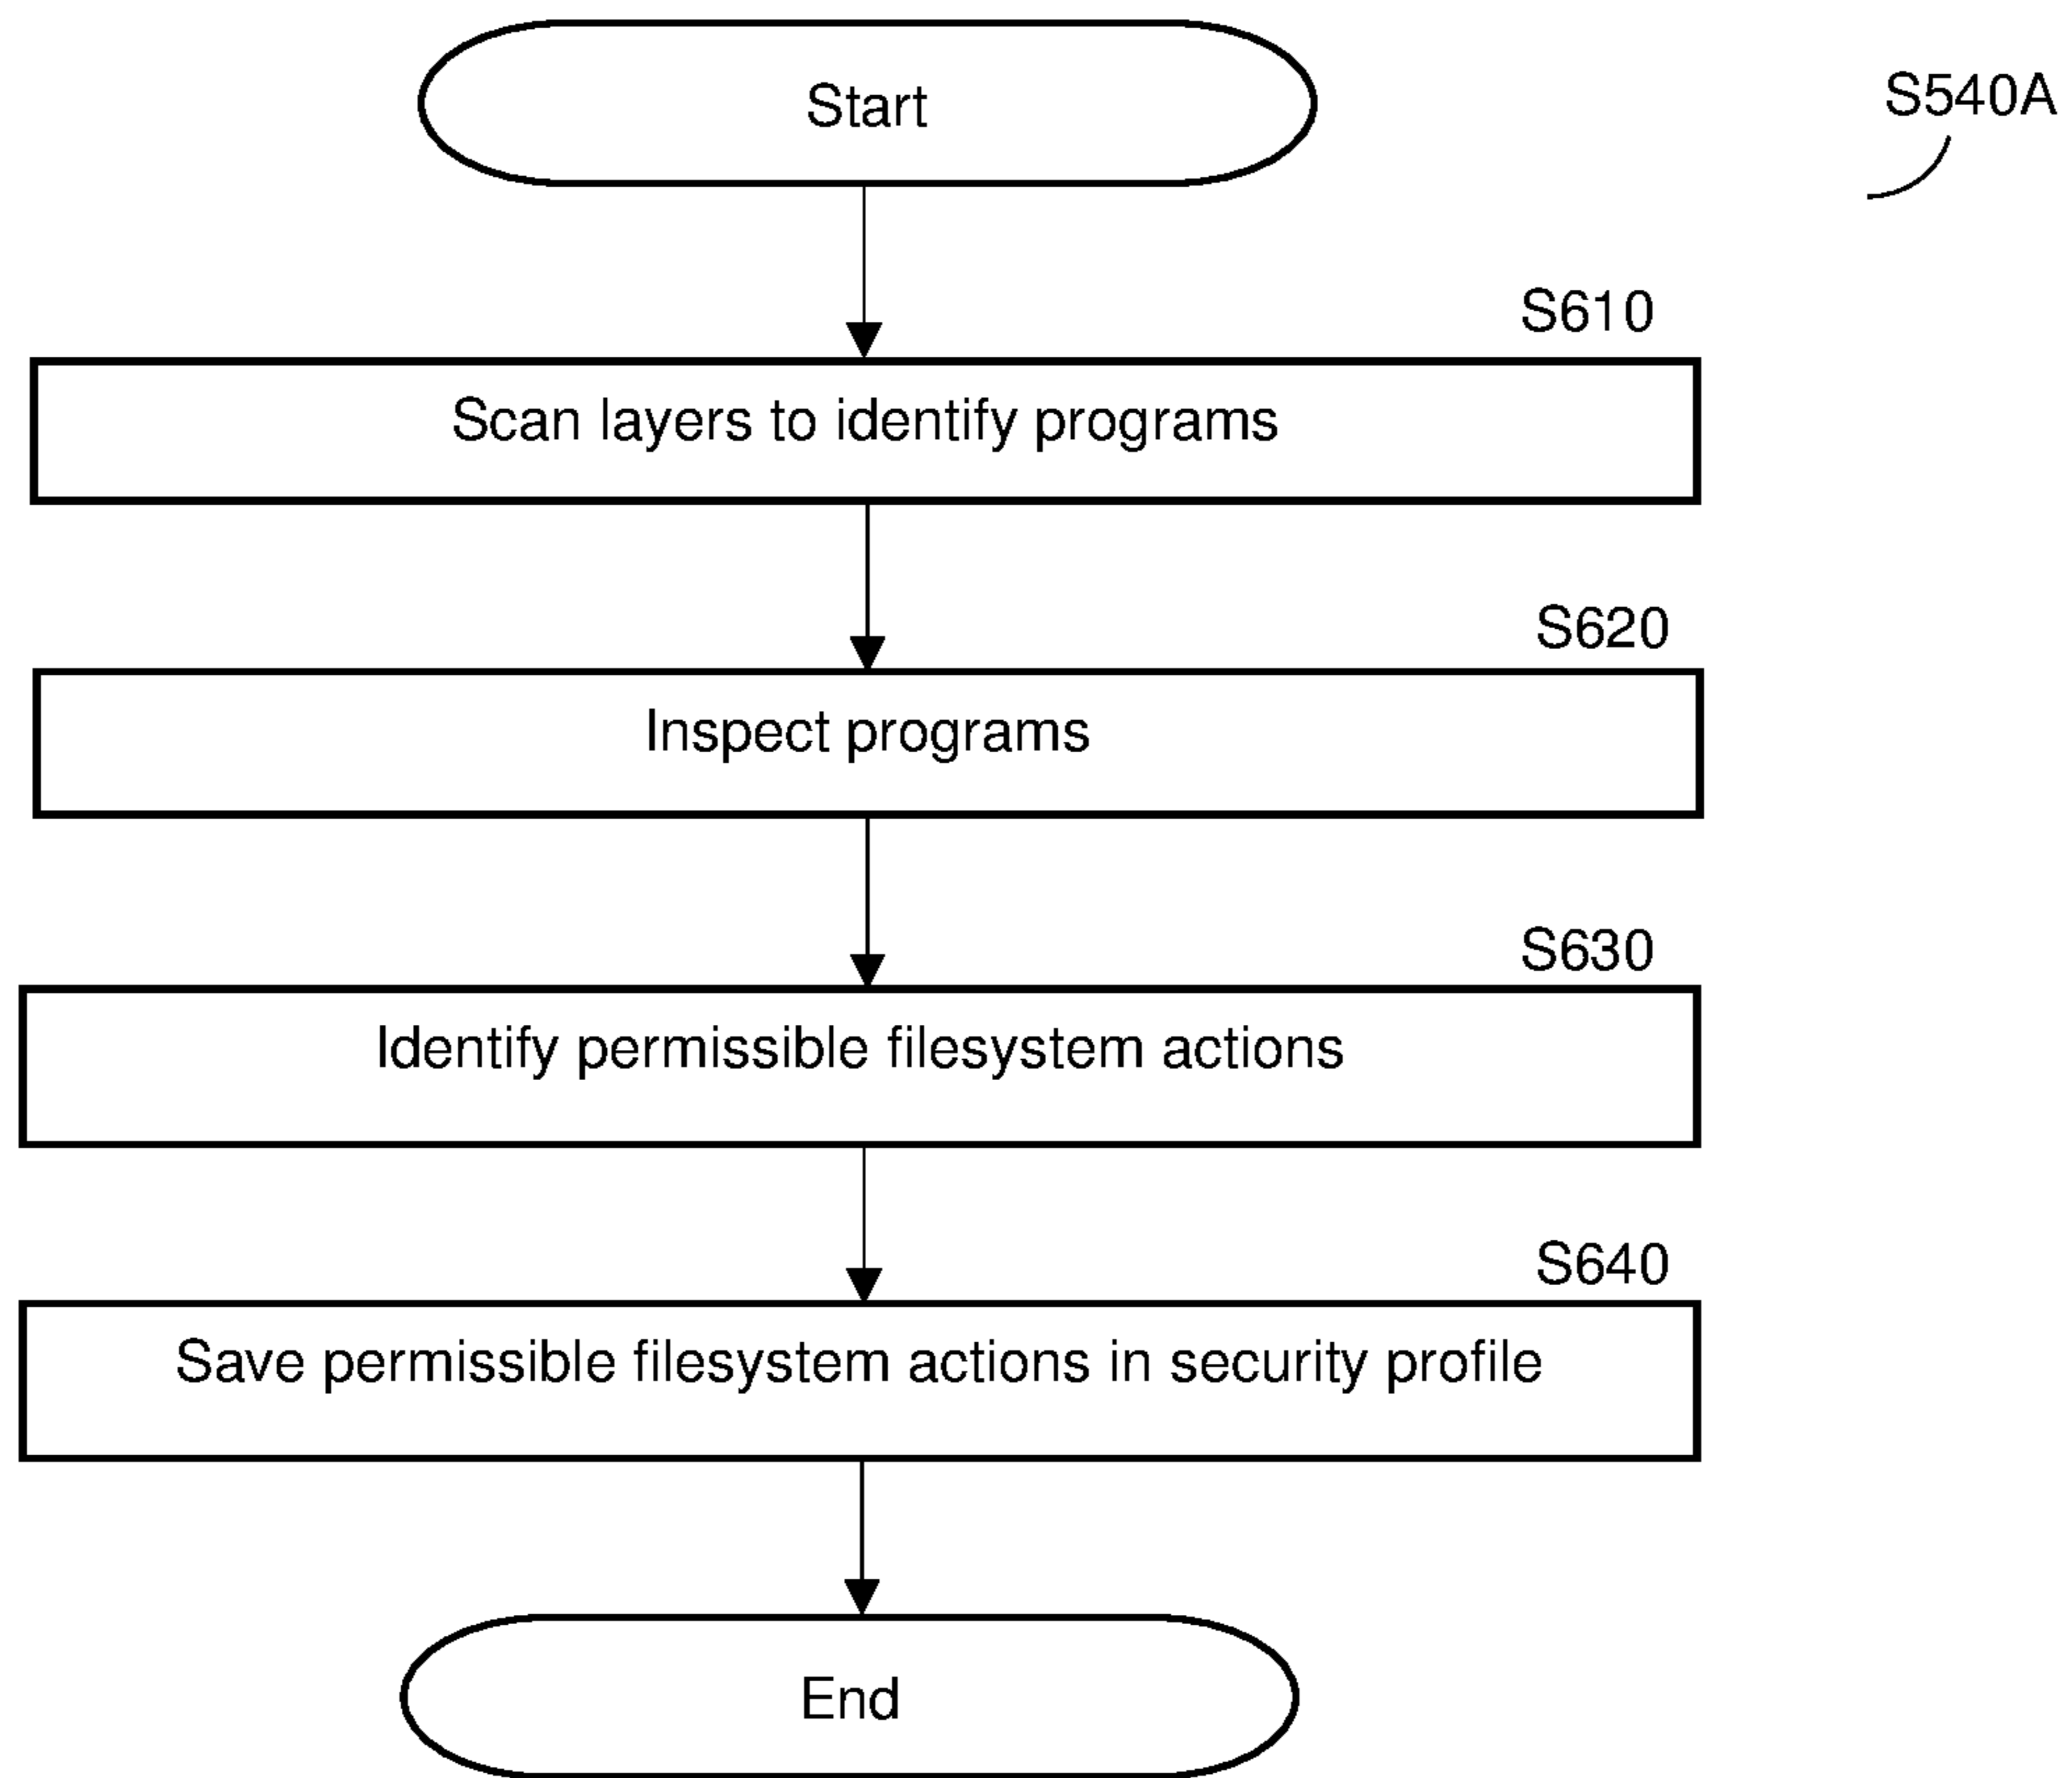 Start
S540A
S610
Scan layers to identify programs
S620
Inspect programs
S630
Identify permissible filesystem actions
S640
Save permissible filesystem actions in security profile
End